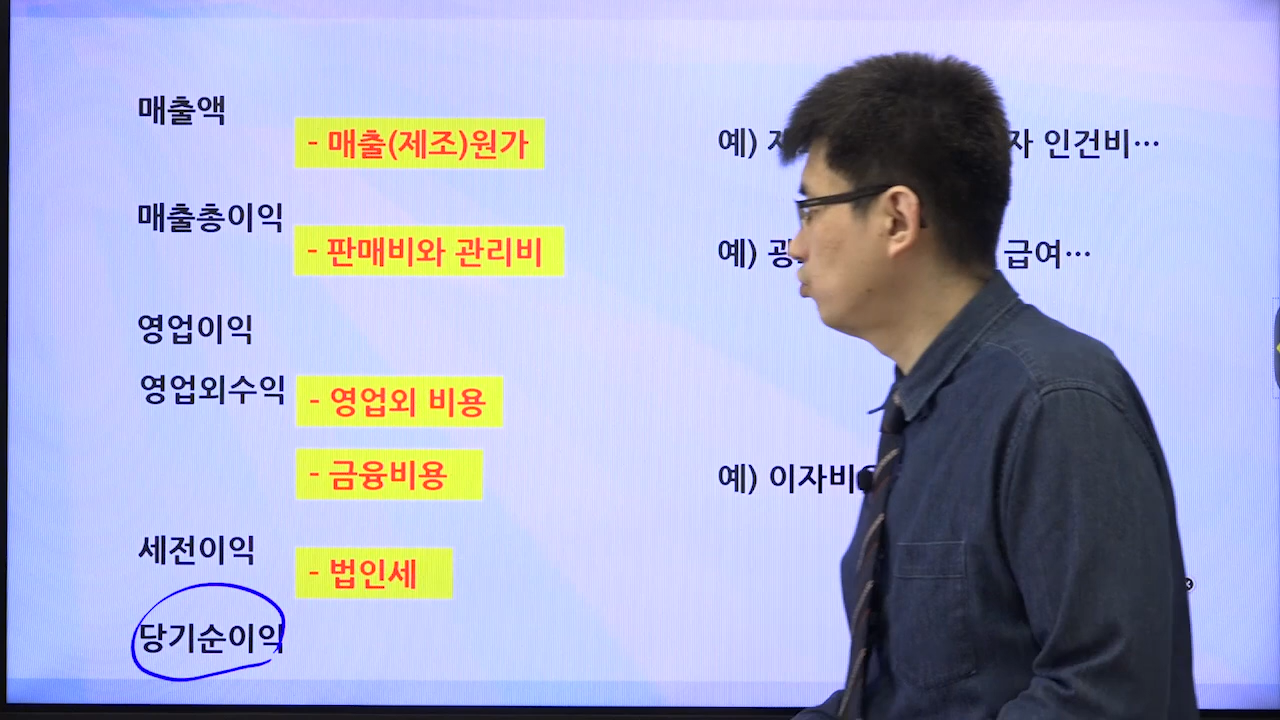 매출액
- 매출(제조)원가
예) 자 인건비…
매출총이익
- 판매비와 관리비
예) 광 급여…
영업이익
영업외수익
- 영업외 비용
- 금융비용
예) 이자비
세전이익
- 법인세
당기순이익